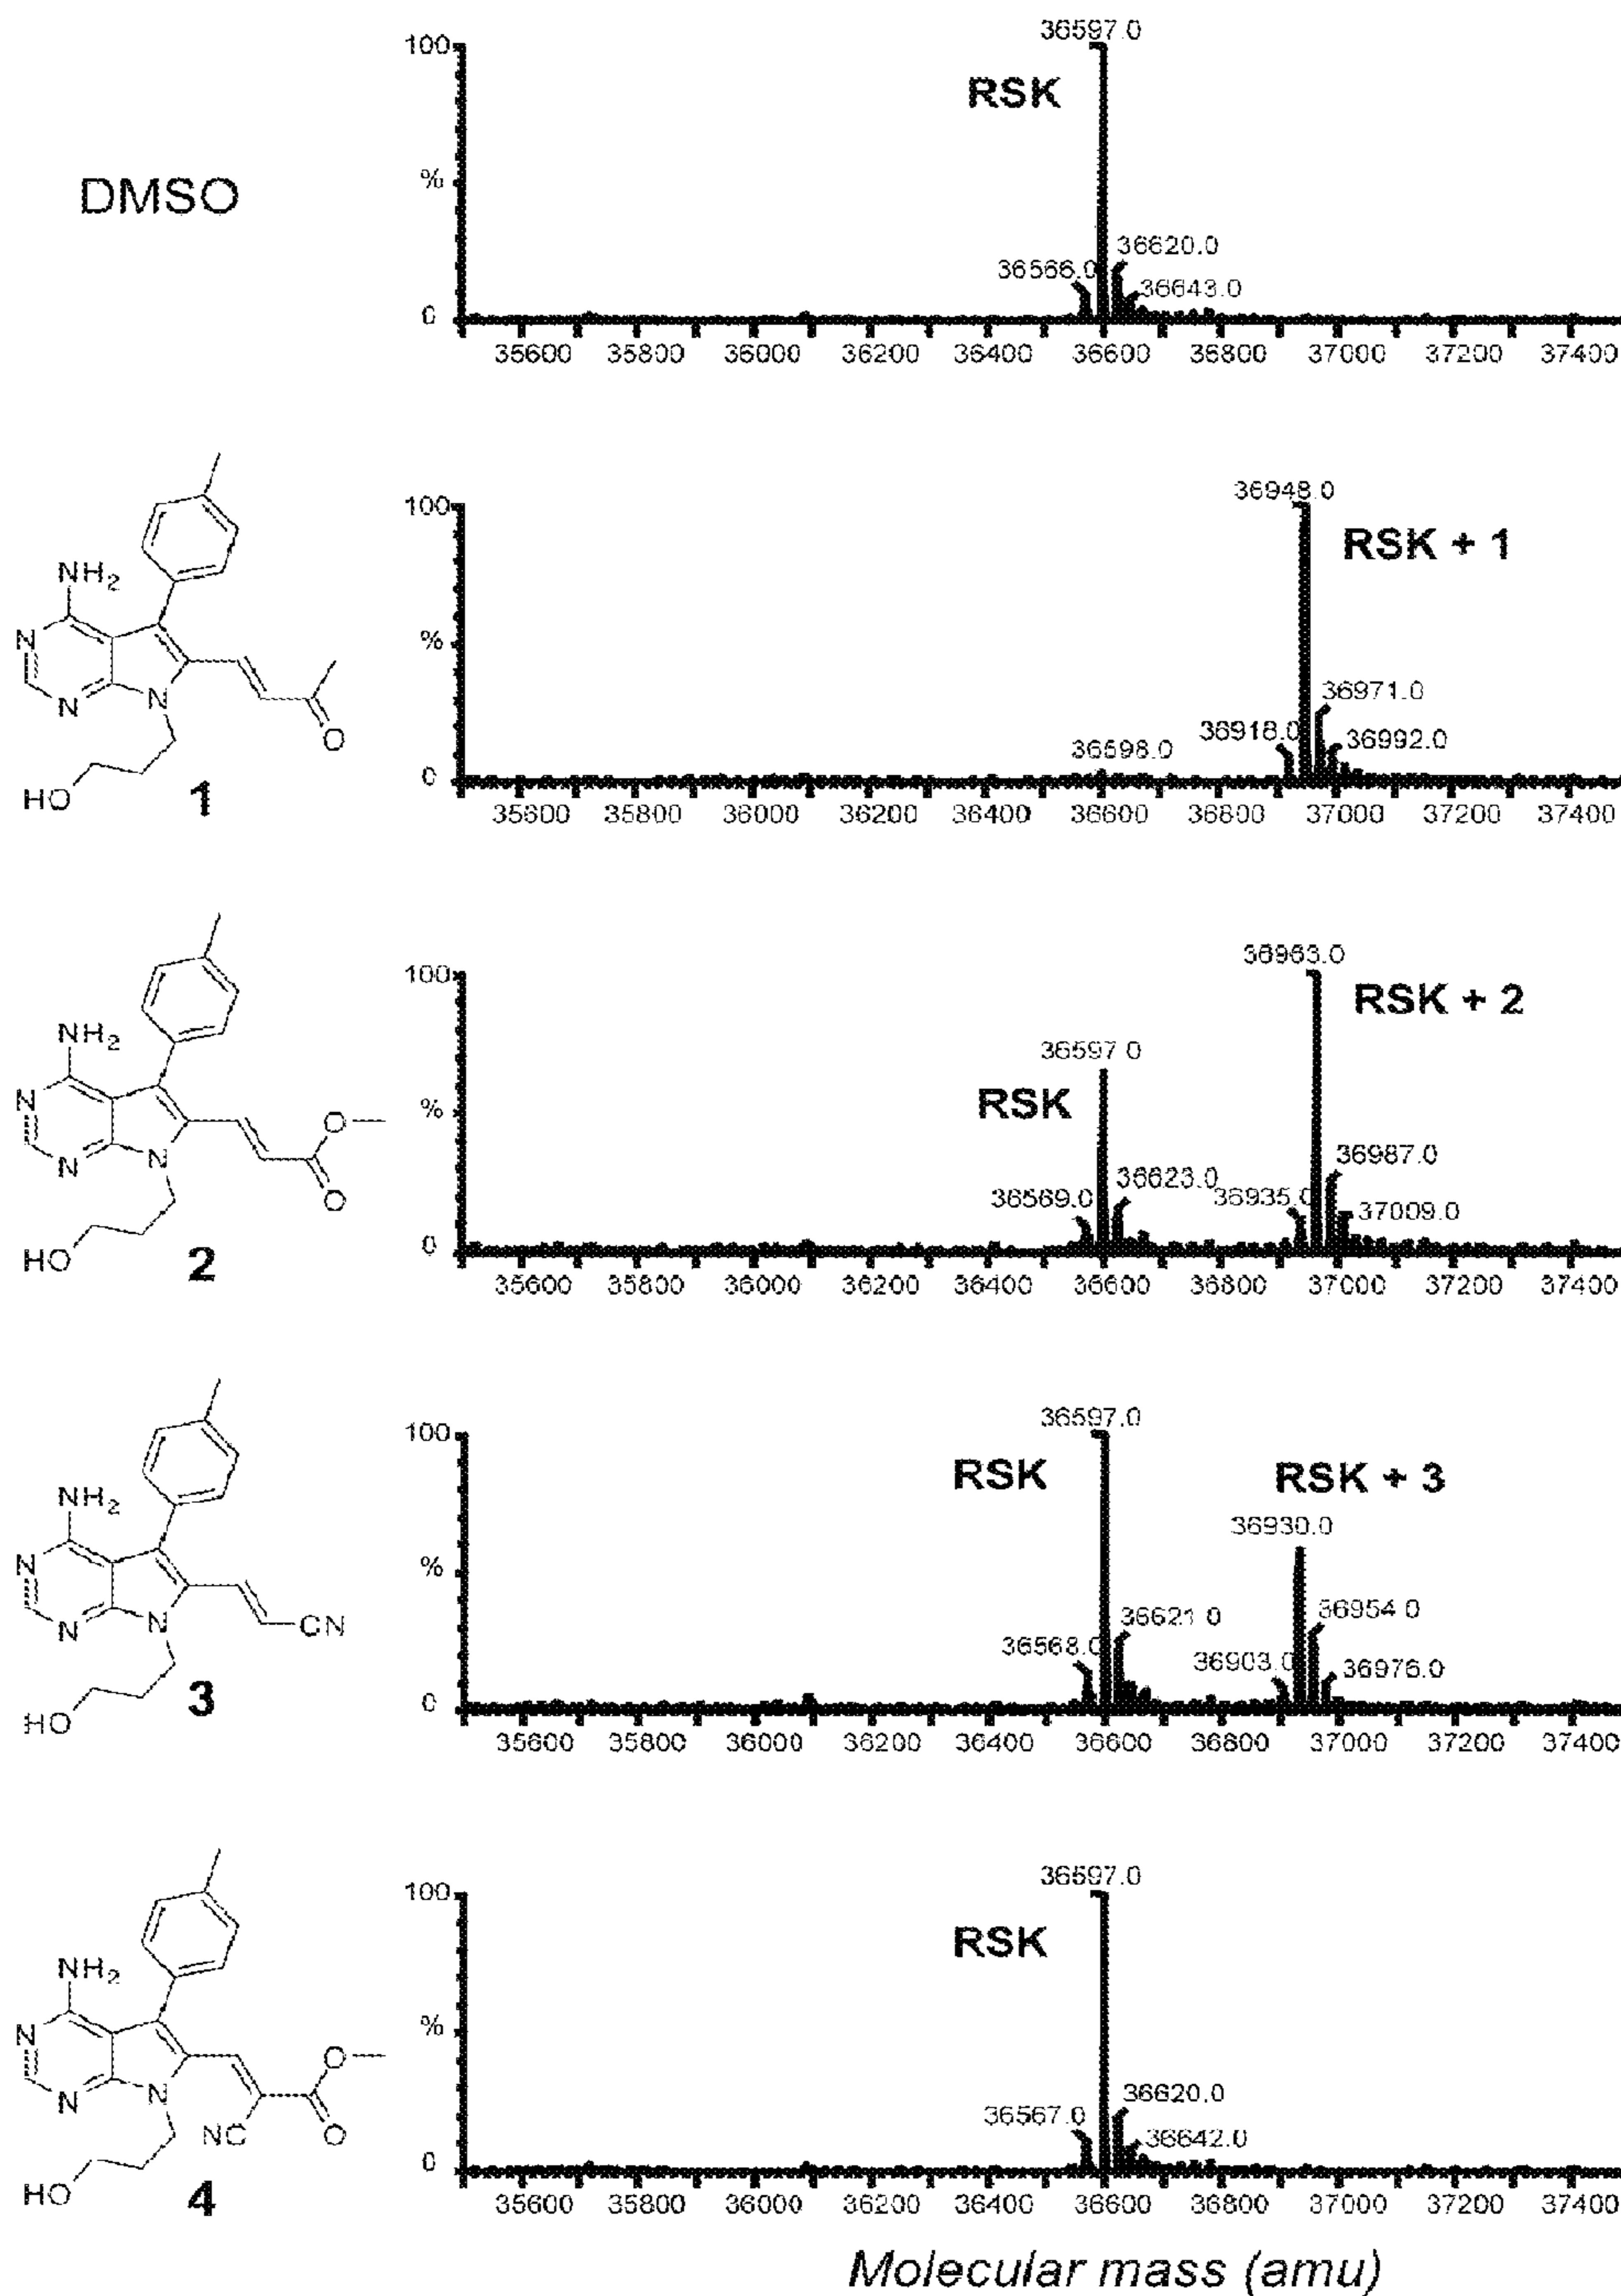 DMSO
36597.0
100
RSK
%
36566.0
36620.0
36643.0
0
35600 35800 36000 36200 36400 36600 36800 37000 37200 37400
NH2
N
N
N
O
HO
1
36948.0
100
RSK + 1
%
36971.0
36918.0
36992.0
36598.0
0
35600 35800 36000 36200 36400 36600 36800 37000 37200 37400
NH2
N
N
N
O
O
HO
2
36963.0
100
RSK + 2
36597.0
RSK
%
36987.0
36623.0
36569.0
36935.0
37009.0
0
35600 35800 36000 36200 36400 36600 36800 37000 37200 37400
NH2
N
N
N
CN
HO
3
36597.0
100
RSK
RSK + 3
36930.0
%
36621.0
36954.0
36568.0
36903.0
36976.0
0
35600 35800 36000 36200 36400 36600 36800 37000 37200 37400
NH2
N
N
N
O
NC
O
HO
4
36597.0
100
RSK
%
36620.0
36567.0
36642.0
0
35600 35800 36000 36200 36400 36600 36800 37000 37200 37400
Molecular mass (amu)